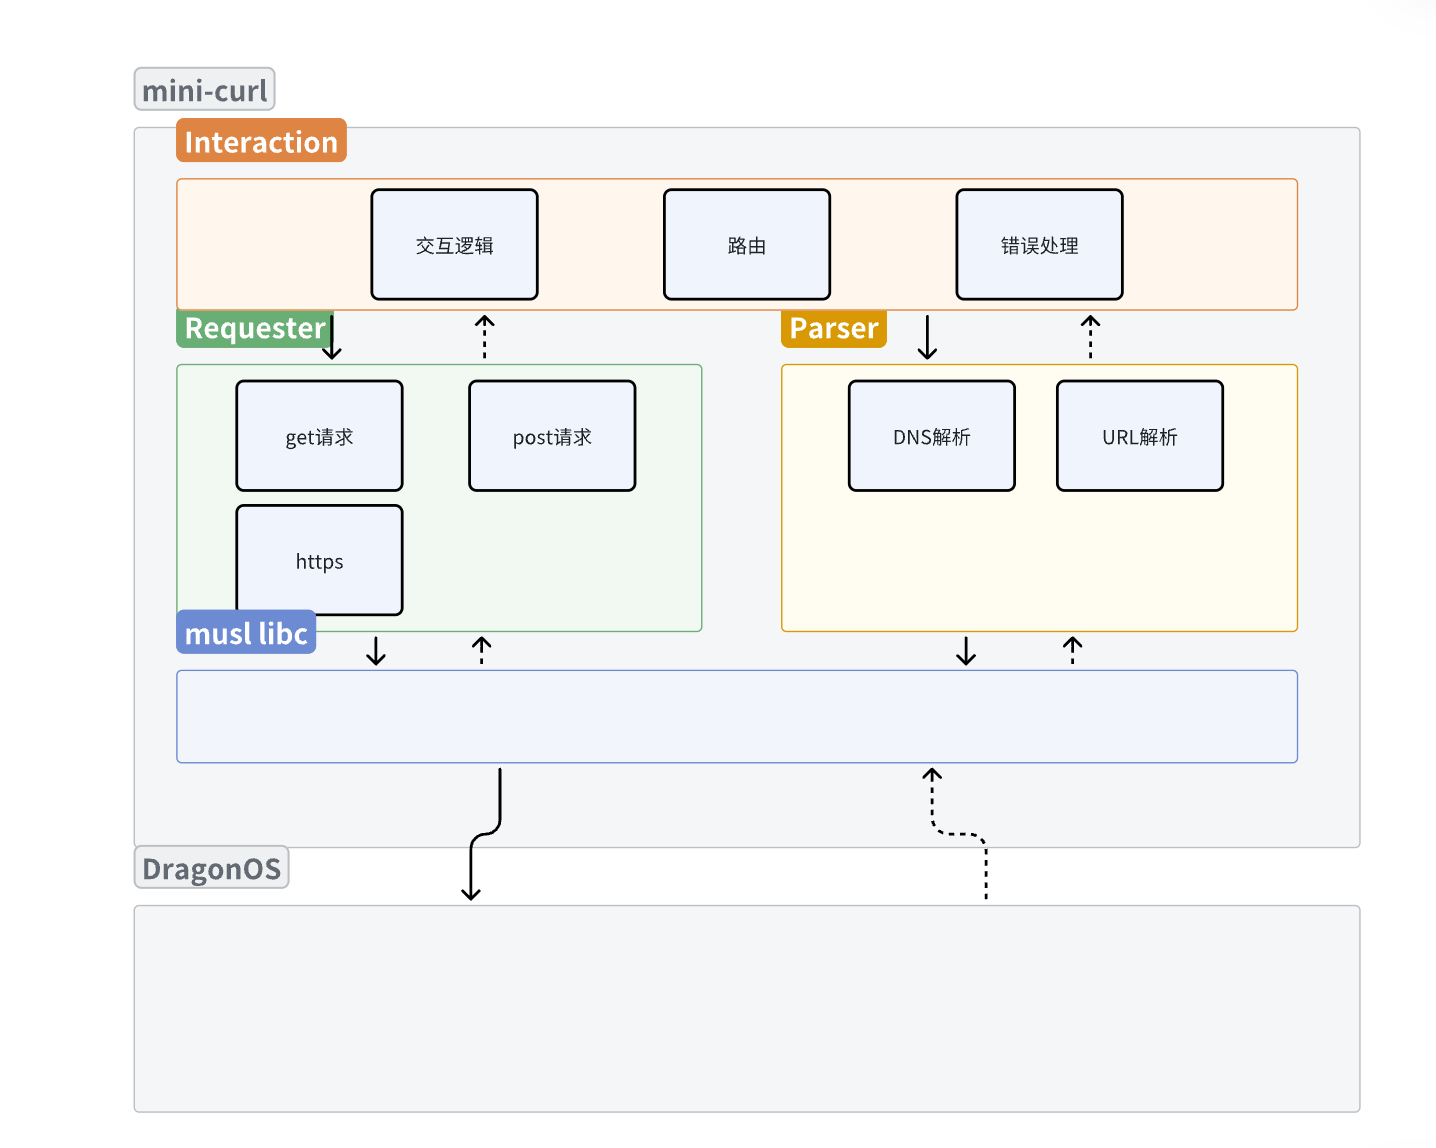 mini-curl
Interaction
交互逻辑
路由
错误处理
Requester
Parser
get请求
post请求
DNS解析
URL解析
https
musl libc
DragonOS